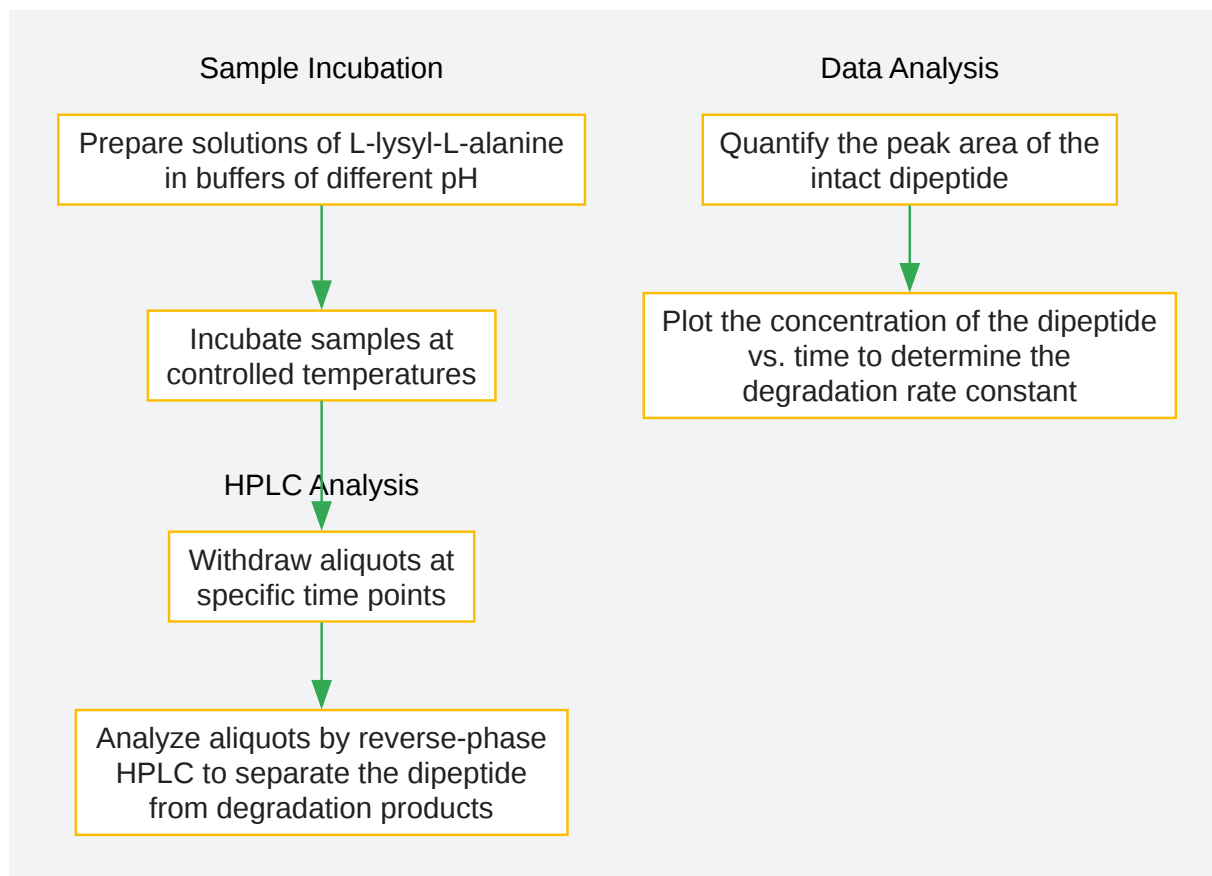 Sample Incubation
Prepare solutions of L-lysyl-L-alanine
in buffers of different pH
Incubate samples at
controlled temperatures
HPLC Analysis
Withdraw aliquots at
specific time points
Analyze aliquots by reverse-phase
HPLC to separate the dipeptide
from degradation products
Data Analysis
Quantify the peak area of the
intact dipeptide
Plot the concentration of the dipeptide
vs. time to determine the
degradation rate constant